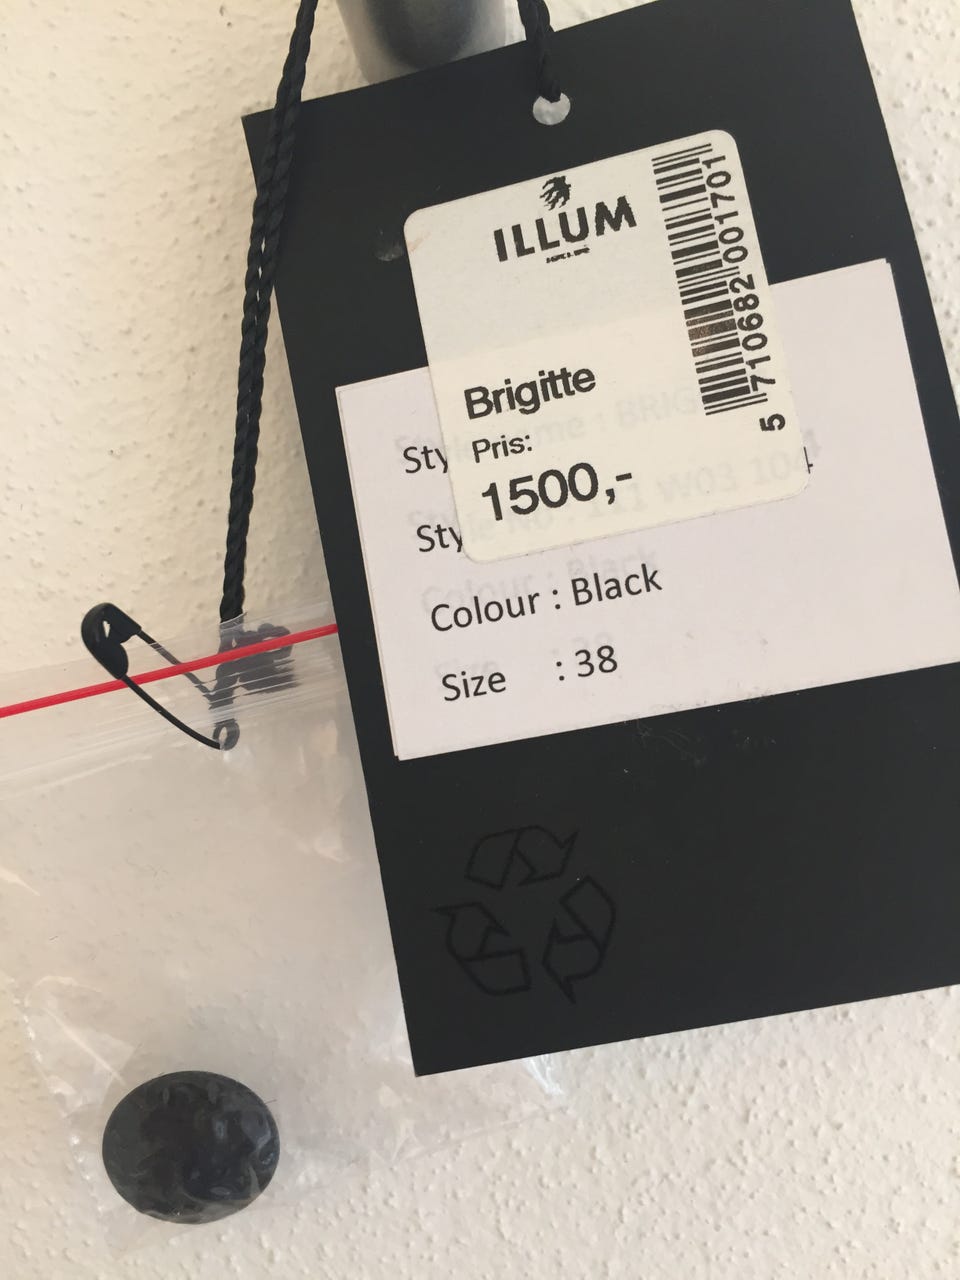 ILLUM
5 710682 001701
Brigitte
Pris:
1500,-
Sty
Sty
Colour : Black
Size : 38